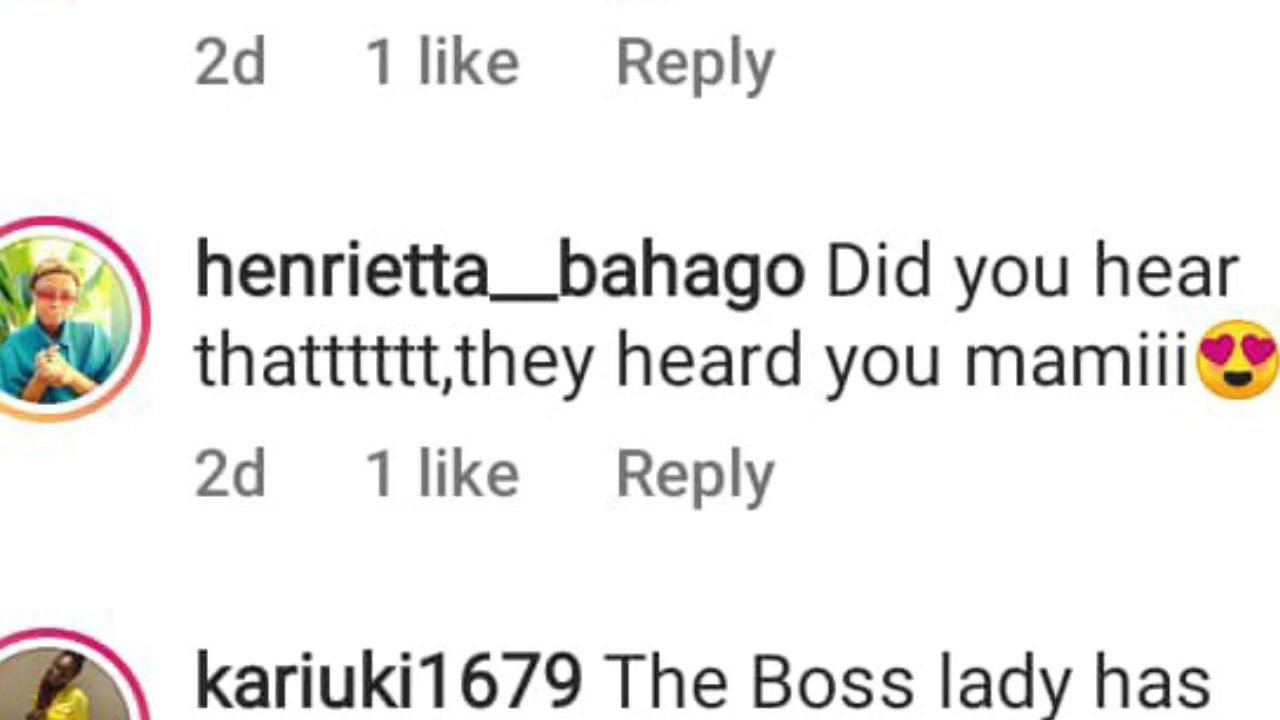 2d 1 like Reply
henrietta__bahago Did you hear
thattttttt,they heard you mamiii😍
2d 1 like Reply
kariuki1679 The Boss lady has